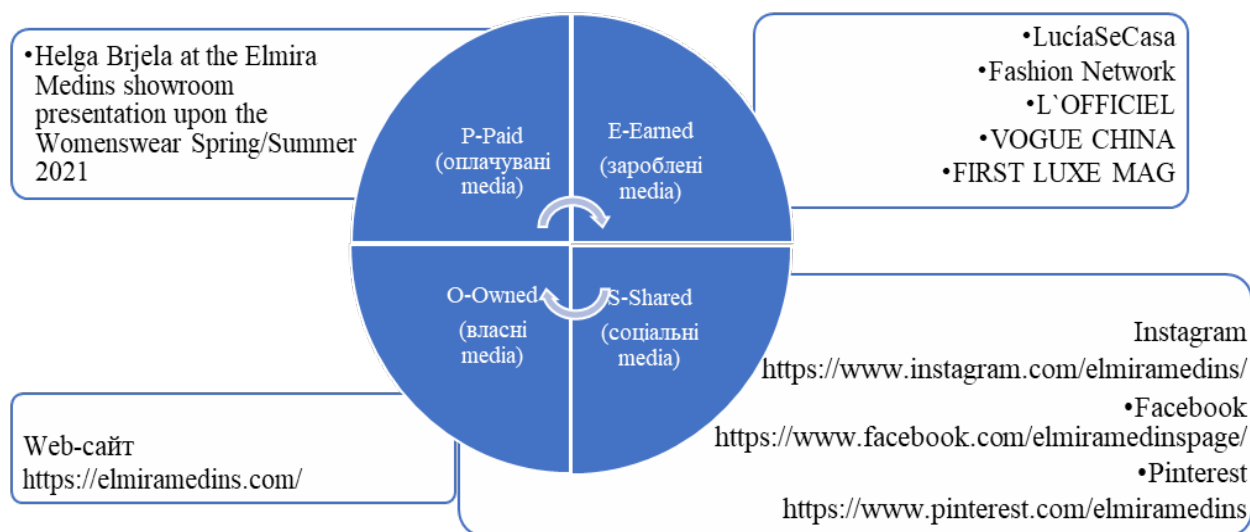 •Helga Brjela at the Elmira
Medins showroom
presentation upon the
Womenswear Spring/Summer
2021
P-Paid
(оплачувані
media)
E-Earned
(зароблені
media)
•LucíaSeCasa
•Fashion Network
•L`OFFICIEL
•VOGUE CHINA
•FIRST LUXE MAG
O-Owned
(власні
media)
S-Shared
(соціальні
media)
Web-сайт
https://elmiramedins.com/
Instagram
https://www.instagram.com/elmiramedins/
•Facebook
https://www.facebook.com/elmiramedinspage/
•Pinterest
https://www.pinterest.com/elmiramedins